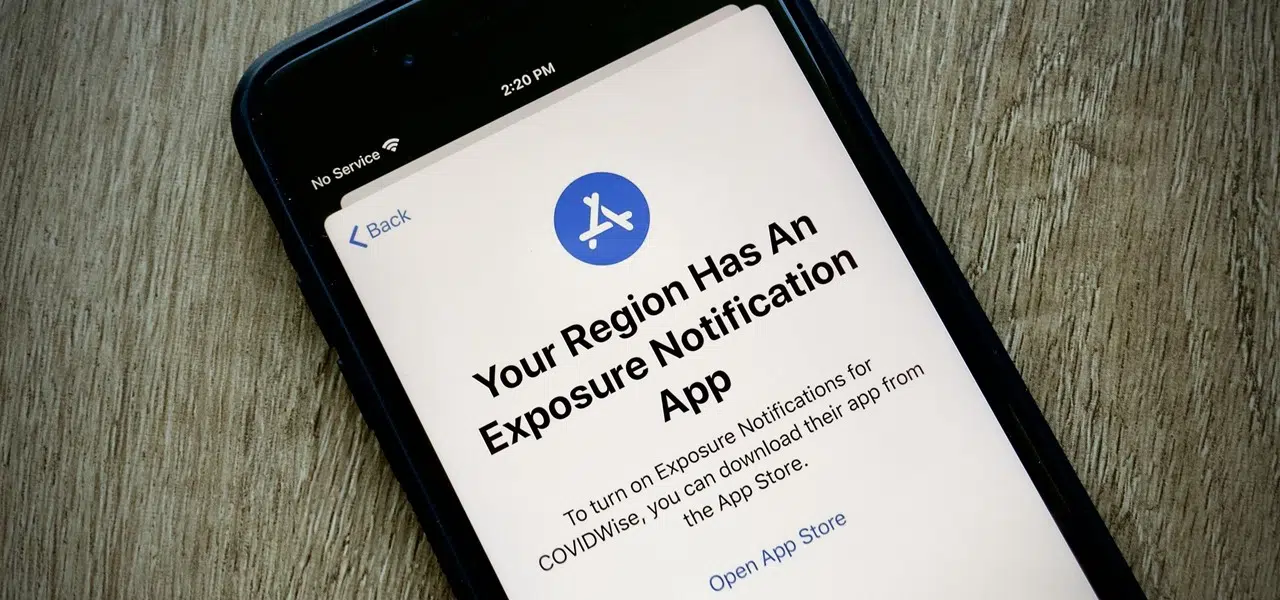 2:20 PM
No Service
Back
Your Region Has An
Exposure Notification
App
To turn on Exposure Notifications for
COVIDWise, you can download their app from
the App Store.
Open App Store